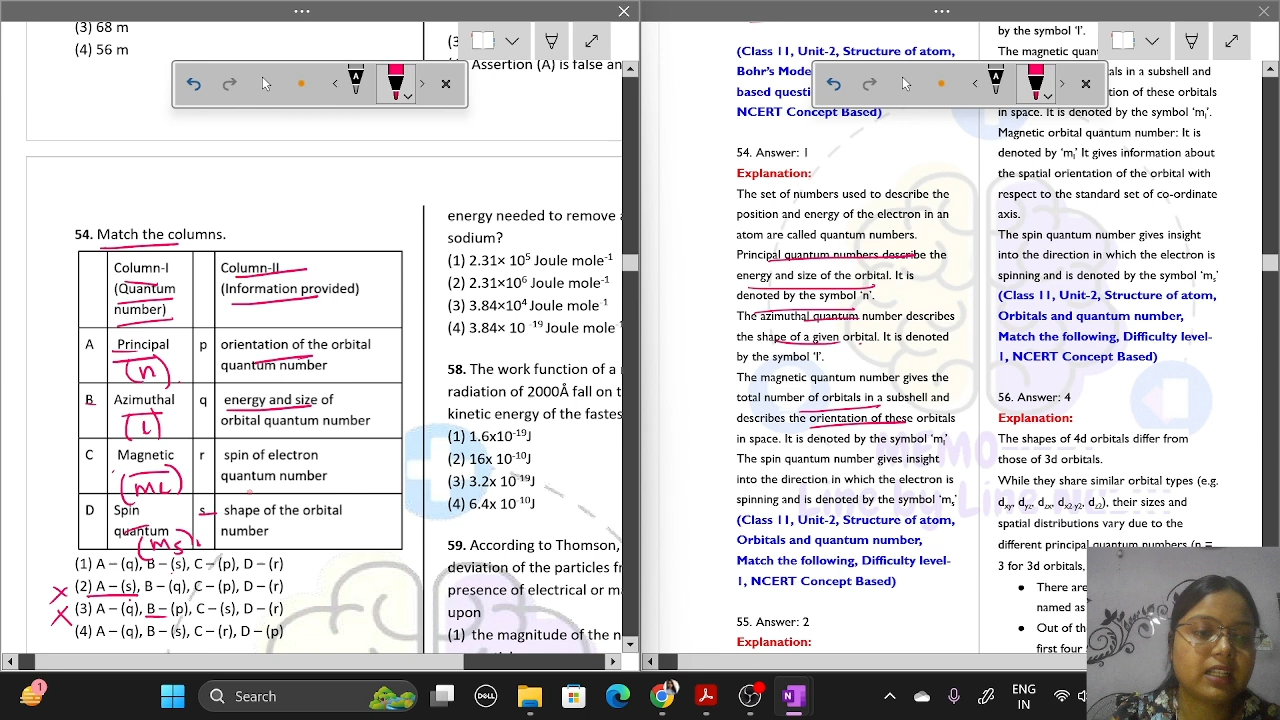 (3) 68 m
(4) 56 m
(3
Assertion (A) is false an
54. Match the columns.
Column-I
(Quantum
number)
Column-II
(Information provided)
A
Principal
(n)
p
orientation of the orbital
quantum number
B
Azimuthal
(l)
q
energy and size of
orbital quantum number
C
Magnetic
(ml)
r
spin of electron
quantum number
D
Spin
quantum
(ms)
s
shape of the orbital
number
(1) A – (q), B – (s), C – (p), D – (r)
(2) A – (s), B – (q), C – (p), D – (r)
(3) A – (q), B – (p), C – (s), D – (r)
(4) A – (q), B – (s), C – (r), D – (p)
energy needed to remove a
sodium?
(1) 2.31× 10⁵ Joule mole⁻¹
(2) 2.31×10⁶ Joule mole⁻¹
(3) 3.84×10⁴ Joule mole⁻¹
(4) 3.84× 10 ⁻¹⁹ Joule mole⁻¹
58. The work function of a
radiation of 2000Å fall on t
kinetic energy of the fastes
(1) 1.6x10⁻¹⁹J
(2) 16x 10⁻¹⁰J
(3) 3.2x 10⁻¹⁹J
(4) 6.4x 10⁻¹⁰J
59. According to Thomson,
deviation of the particles fr
presence of electrical or ma
upon
(1) the magnitude of the n
(Class 11, Unit-2, Structure of atom,
Bohr's Mode
based questi
NCERT Concept Based)
54. Answer: 1
Explanation:
The set of numbers used to describe the
position and energy of the electron in an
atom are called quantum numbers.
Principal quantum numbers describe the
energy and size of the orbital. It is
denoted by the symbol 'n'.
The azimuthal quantum number describes
the shape of a given orbital. It is denoted
by the symbol 'l'.
The magnetic quantum number gives the
total number of orbitals in a subshell and
describes the orientation of these orbitals
in space. It is denoted by the symbol 'mₗ'
The spin quantum number gives insight
into the direction in which the electron is
spinning and is denoted by the symbol 'mₛ'
(Class 11, Unit-2, Structure of atom,
Orbitals and quantum number,
Match the following, Difficulty level-
1, NCERT Concept Based)
55. Answer: 2
Explanation:
by the symbol 'l'.
The magnetic quan
als in a subshell and
ion of these orbitals
in space. It is denoted by the symbol 'mₗ'.
Magnetic orbital quantum number: It is
denoted by 'mₗ' It gives information about
the spatial orientation of the orbital with
respect to the standard set of co-ordinate
axis.
The spin quantum number gives insight
into the direction in which the electron is
spinning and is denoted by the symbol 'mₛ'
(Class 11, Unit-2, Structure of atom,
Orbitals and quantum number,
Match the following, Difficulty level-
1, NCERT Concept Based)
56. Answer: 4
Explanation:
The shapes of 4d orbitals differ from
those of 3d orbitals.
While they share similar orbital types (e.g.
dxy, dyz, dzx, dx2-y2, dz2), their sizes and
spatial distributions vary due to the
different principal quantum numbers (n =
3 for 3d orbitals,
• There are
named as
• Out of th
first four
Search
DELL
ENG
IN
1